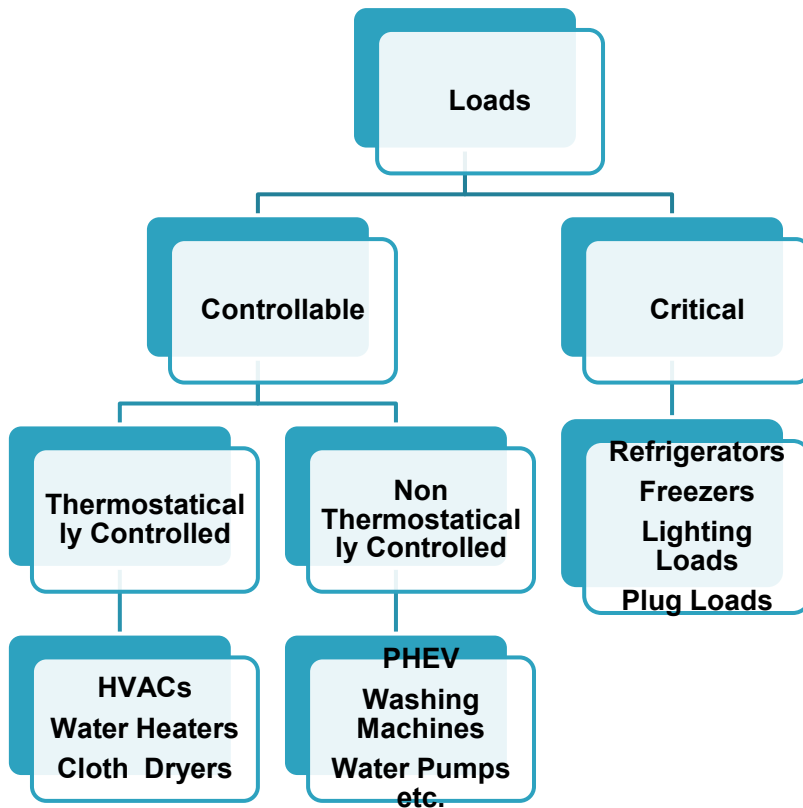 Loads
Controllable
Critical
Thermostatical
ly Controlled
Non
Thermostatical
ly Controlled
Refrigerators
Freezers
Lighting
Loads
Plug Loads
HVACs
Water Heaters
Cloth Dryers
PHEV
Washing
Machines
Water Pumps
etc.